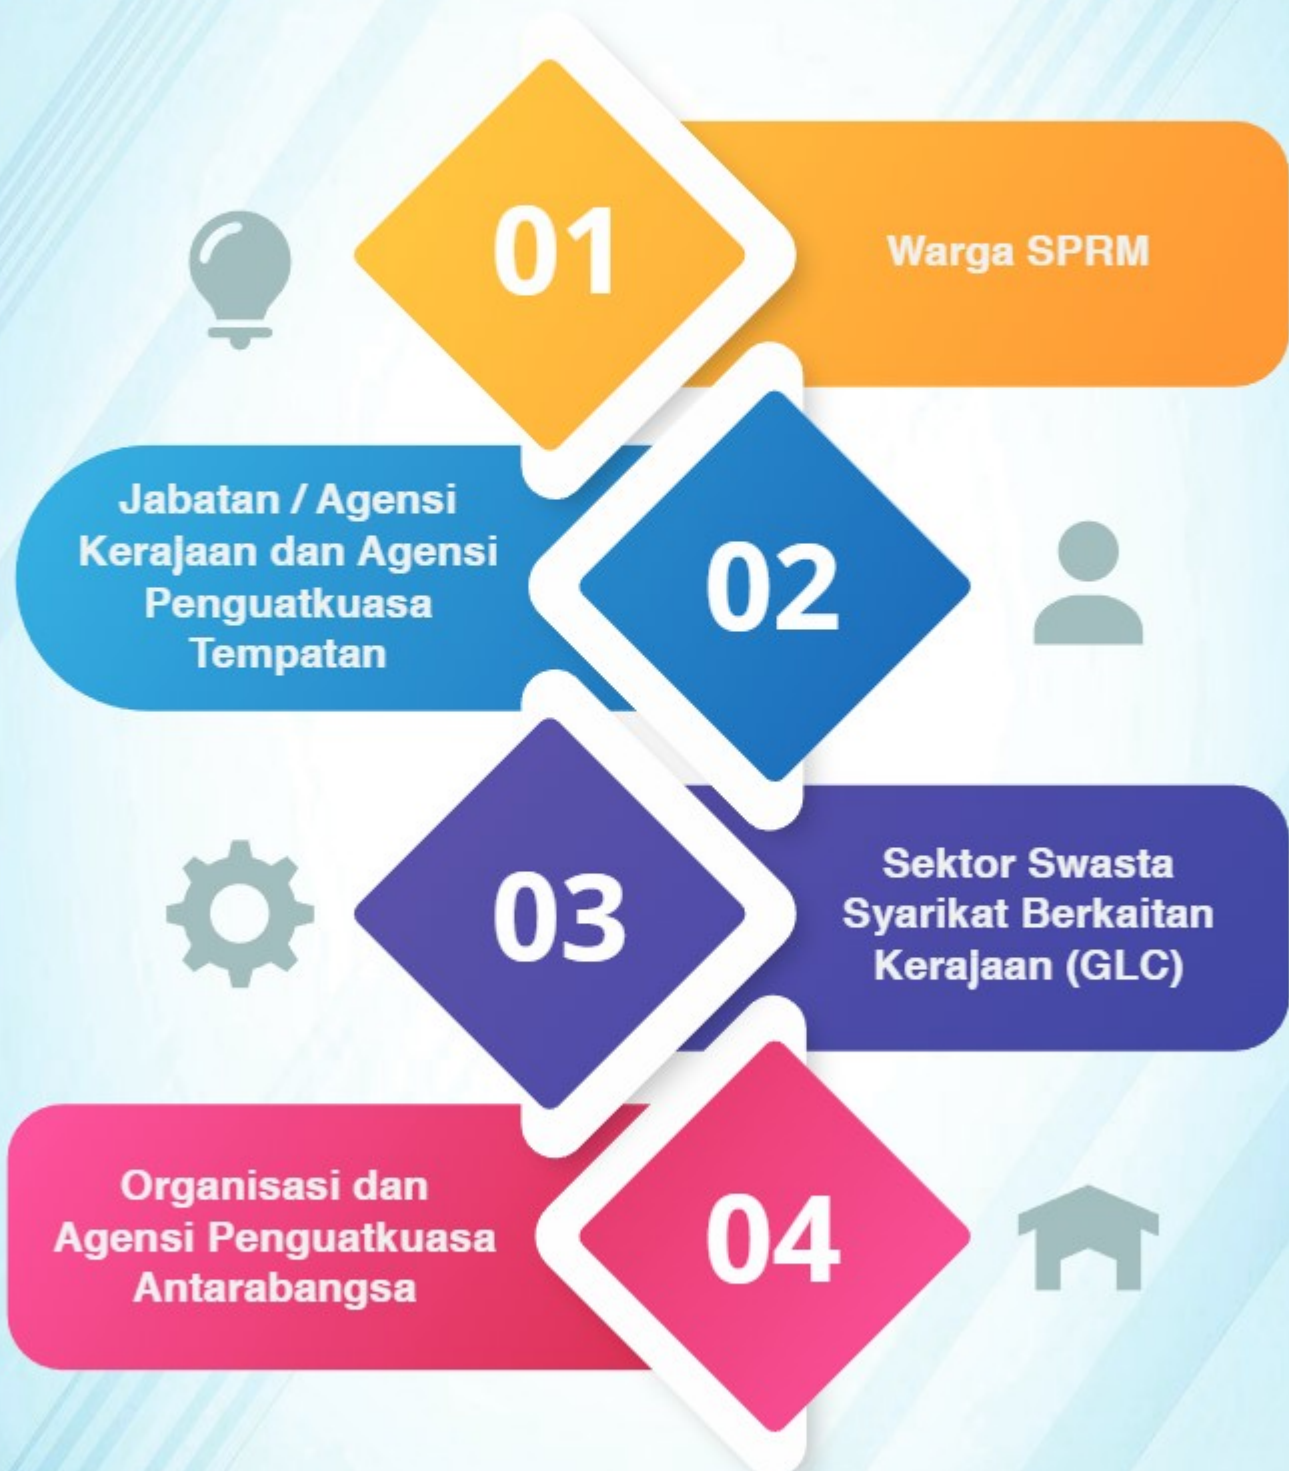 01
Warga SPRM
Jabatan / Agensi
Kerajaan dan Agensi
Penguatkuasa
Tempatan
02
03
Sektor Swasta
Syarikat Berkaitan
Kerajaan (GLC)
Organisasi dan
Agensi Penguatkuasa
Antarabangsa
04